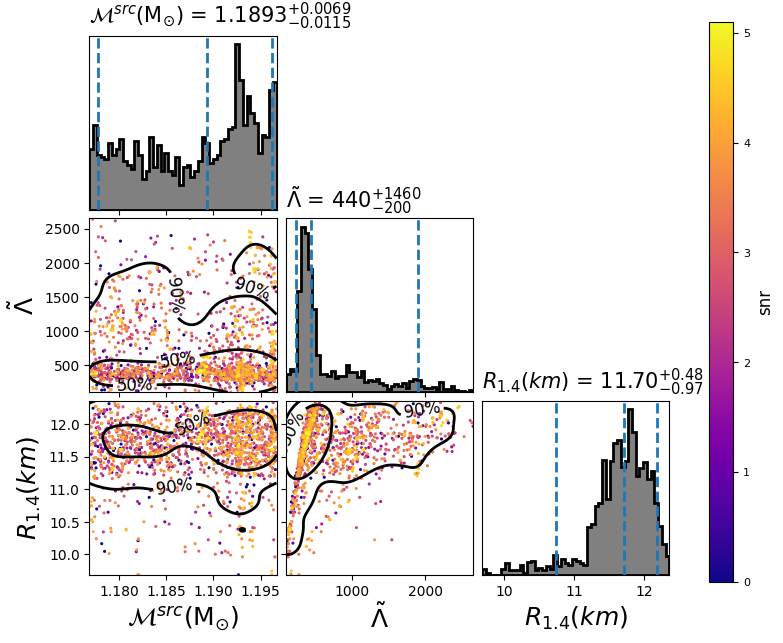 ℳ^{src}(M_⊙) = 1.1893^{+0.0069}_{−0.0115}
5
Λ̃ = 440^{+1460}_{−200}
2500
2000
1500
1000
500
Λ̃
90%
90%
50%
50%
4
3
snr
2
1
0
R_{1.4}(km) = 11.70^{+0.48}_{−0.97}
12.0
11.5
11.0
10.5
10.0
R_{1.4}(km)
50%
90%
90%
1.180 1.185 1.190 1.195
1000 2000
10 11 12
ℳ^{src}(M_⊙)
Λ̃
R_{1.4}(km)